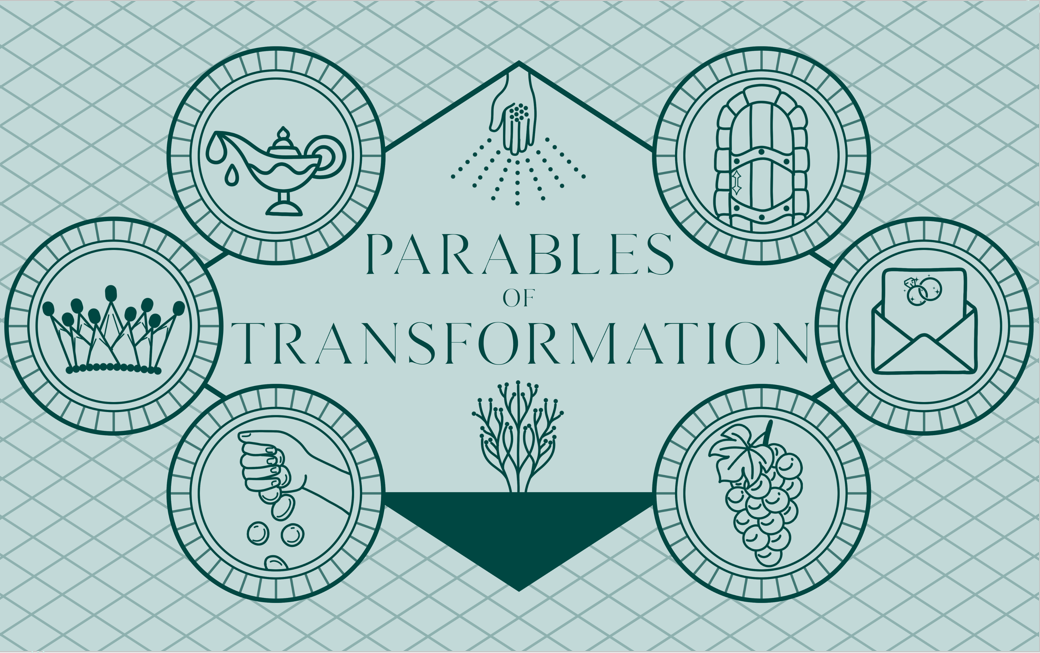 PARABLES
OF
TRANSFORMATION